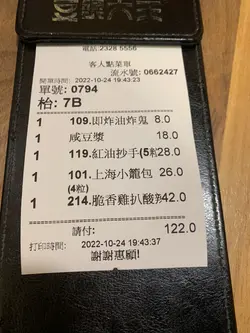 電話:2328 5556
客人點菜單
流水號: 0662427
開單時間: 2022-10-24 19:43:23
單號: 0794
枱: 7B
1 109.即炸油炸鬼 8.0
1 咸豆漿 18.0
1 119.紅油抄手(5粒28.0
1 101.上海小籠包 26.0
(4粒)
1 214.脆香雞扒酸辣42.0
請付: 122.0
打印時間: 2022-10-24 19:43:37
謝謝惠顧!